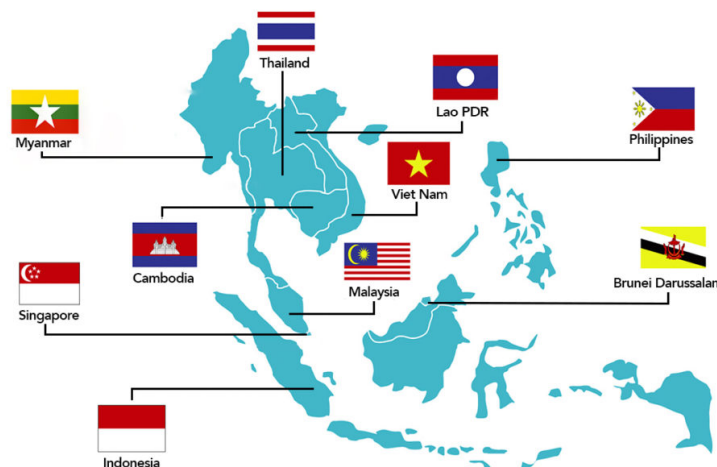 Thailand
Lao PDR
Myanmar
Philippines
Viet Nam
Cambodia
Malaysia
Brunei Darussalam
Singapore
Indonesia